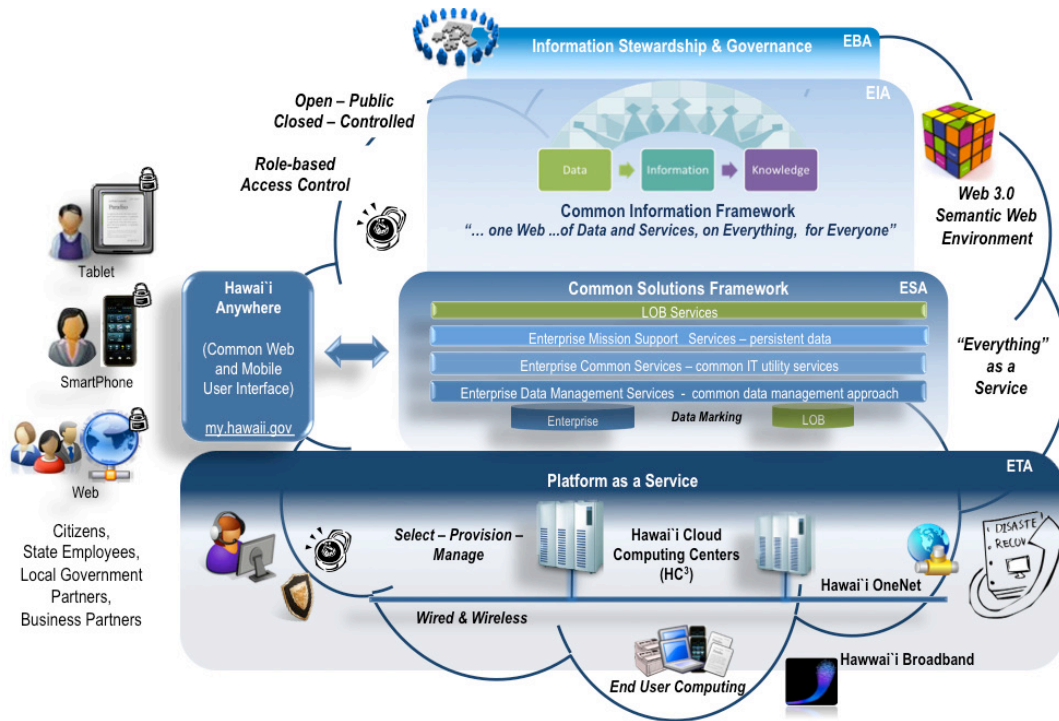 Information Stewardship & Governance
EBA
EIA
Open – Public
Closed – Controlled
Role-based
Access Control
Data
Information
Knowledge
Common Information Framework
“… one Web ...of Data and Services, on Everything, for Everyone”
Web 3.0
Semantic Web
Environment
Tablet
SmartPhone
Web
Citizens,
State Employees,
Local Government
Partners,
Business Partners
Hawai`i
Anywhere
(Common Web
and Mobile
User Interface)
my.hawaii.gov
Common Solutions Framework
ESA
LOB Services
Enterprise Mission Support Services – persistent data
Enterprise Common Services – common IT utility services
Enterprise Data Management Services - common data management approach
Enterprise
Data Marking
LOB
“Everything”
as a
Service
ETA
Platform as a Service
Select – Provision –
Manage
Hawai`i Cloud
Computing Centers
(HC³)
Hawai`i OneNet
DISASTE
RECOV
Wired & Wireless
End User Computing
Hawwai`i Broadband